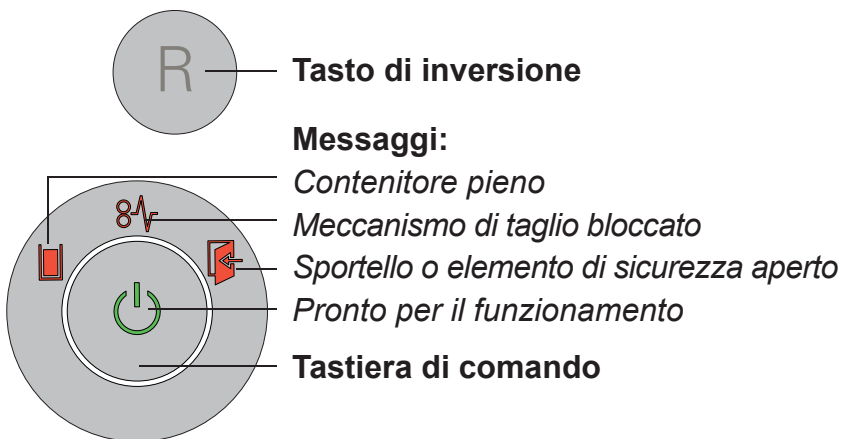 R
Tasto di inversione
Messaggi:
Contenitore pieno
Meccanismo di taglio bloccato
Sportello o elemento di sicurezza aperto
Pronto per il funzionamento
Tastiera di comando